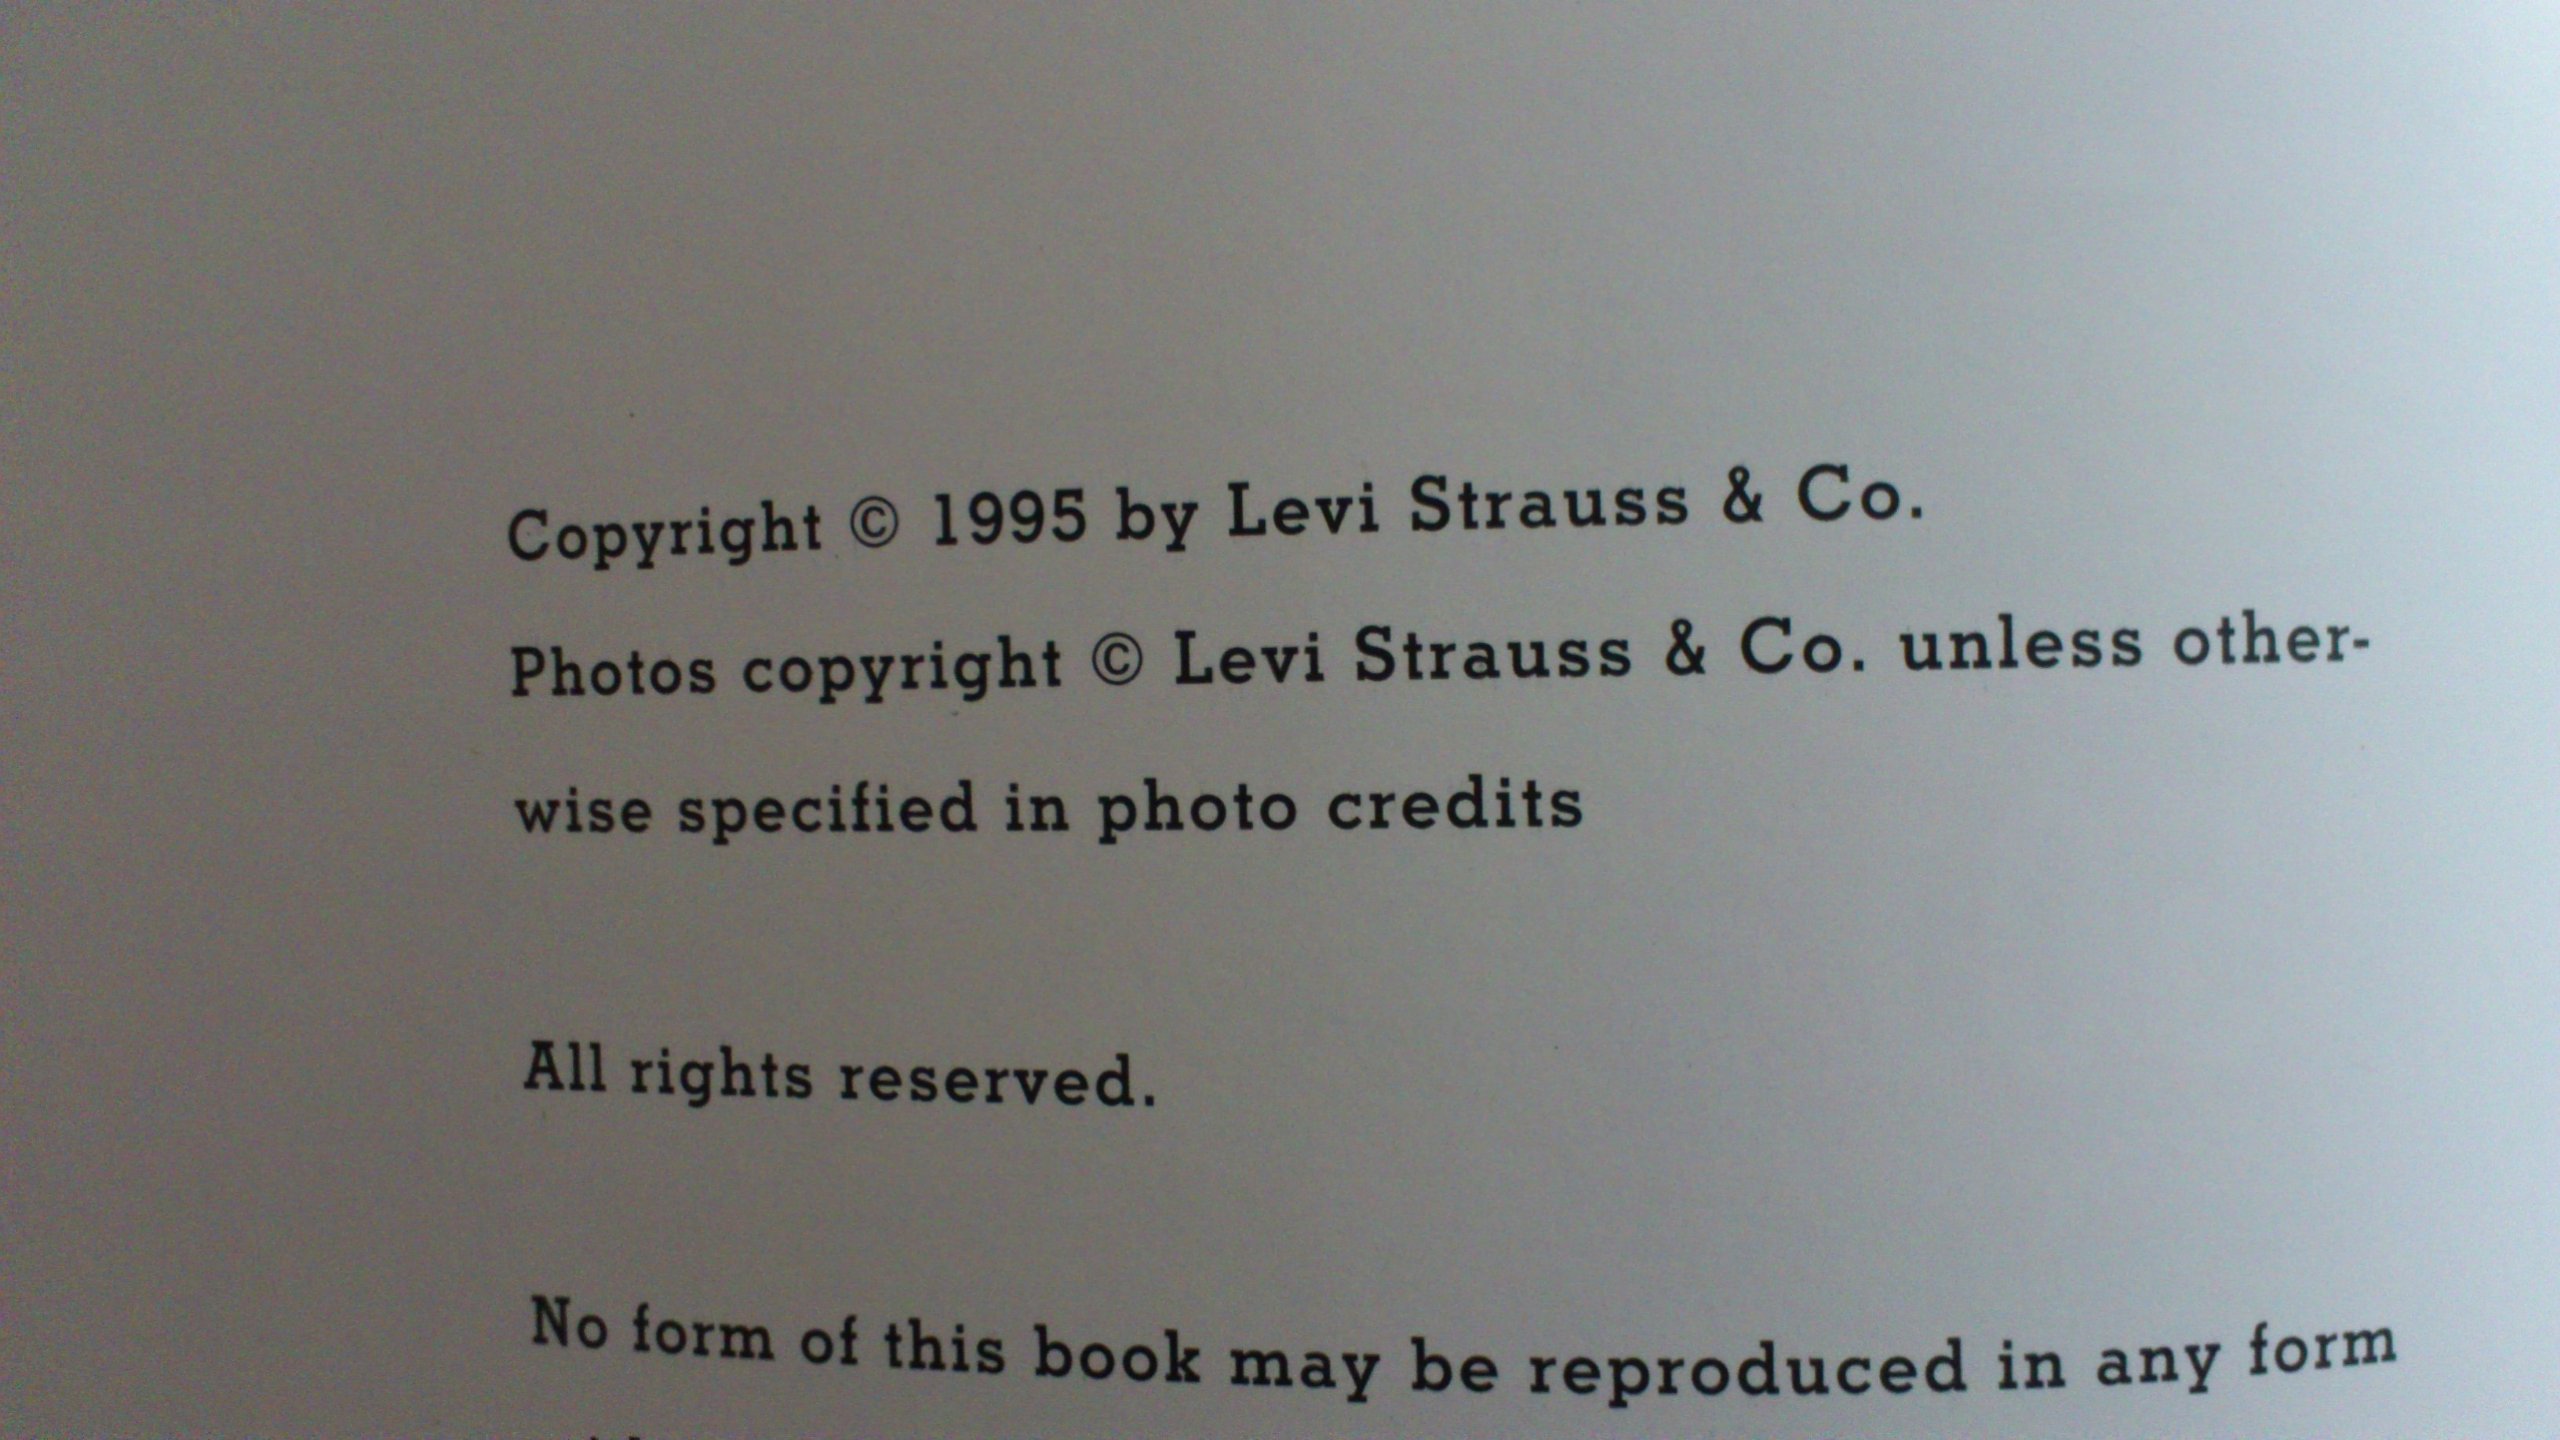 Copyright © 1995 by Levi Strauss & Co.
Photos copyright © Levi Strauss & Co. unless other-
wise specified in photo credits
All rights reserved.
No form of this book may be reproduced in any form